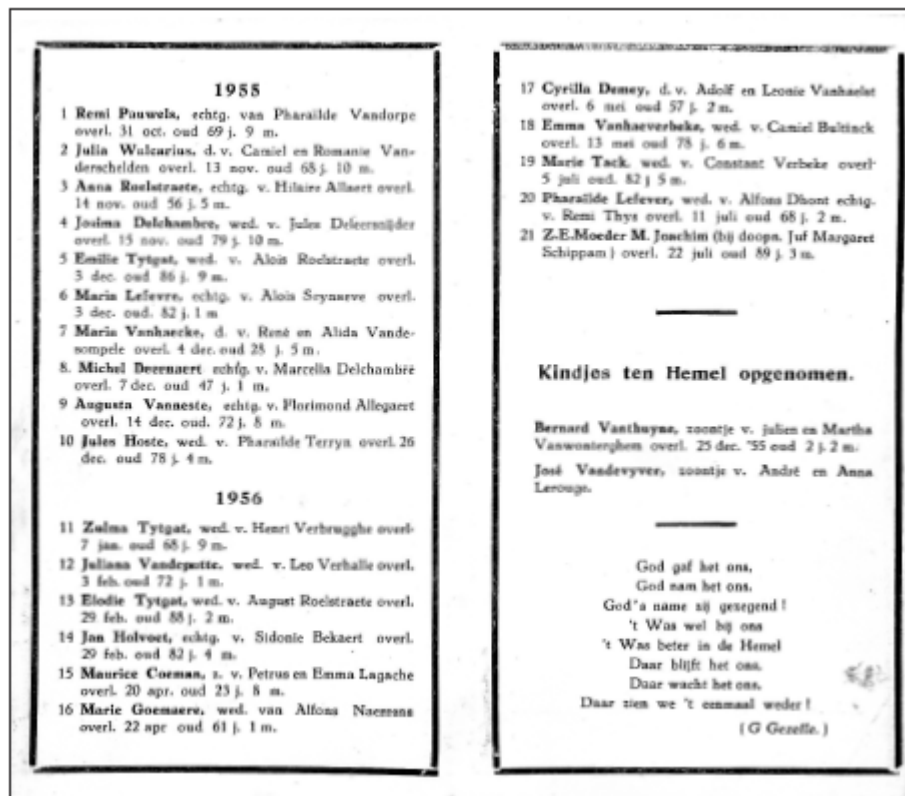 1955
1 Remi Pauwels, echtg. van Pharaïlde Vandorpe
overl. 31 oct. oud 69 j. 9 m.
2 Julia Walcarius, d. v. Camiel en Romanie Van-
derschelden overl. 13 nov. oud 68 j. 10 m.
3 Anna Roelstraete, echtg. v. Hilaire Allaert overl.
14 nov. oud 56 j. 5 m.
4 Josima Delchambre, wed. v. Jules Defeersnijder
overl. 15 nov. oud 79 j. 10 m.
5 Emilie Tytgat, wed. v. Aloïs Roelstraete overl.
3 dec. oud 86 j. 9 m.
6 Maria Lefevre, echtg. v. Aloïs Seynaeve overl.
3 dec. oud. 82 j. 1 m
7 Maria Vanhaecke, d. v. René en Alida Vande-
sompele overl. 4 dec. oud 28 j. 5 m.
8. Michel Deernaert echtg. v. Marcella Delchambre
overl. 7 dec. oud 47 j. 1 m.
9 Augusta Vanneste, echtg. v. Florimond Allegaert
overl. 14 dec. oud. 72 j. 8 m.
10 Jules Hoste, wed. v. Pharaïlde Terryn overl. 26
dec. oud 78 j. 4 m.
1956
11 Zulma Tytgat, wed. v. Henri Verbrugghe overl-
7 jan. oud 68 j. 9 m.
12 Juliana Vandeputte. wed. v. Leo Verhalle overl.
3 feb. oud 72 j. 1 m.
13 Elodie Tytgat, wed. v. August Roelstraete overl.
29 feb. oud 88 j. 2 m.
14 Jan Holvoet, echtg. v. Sidonie Bekaert overl.
29 feb. oud 82 j. 4 m.
15 Maurice Coeman, z. v. Petrus en Emma Lagache
overl. 20 apr. oud 23 j. 8 m.
16 Marie Goemaere, wed. van Alfons Naessens
overl. 22 apr oud 61 j. 1 m.
17 Cyrilla Demey, d. v. Adolf en Leonie Vanhaelst
overl. 6 mei oud 57 j. 2 m.
18 Emma Vanhaeverbeke, wed. v. Camiel Bultinck
overl. 13 mei oud 78 j. 6 m.
19 Marie Tack, wed. v. Constant Verbeke overl-
5 juli oud. 82 j 5 m.
20 Pharaïlde Lefever, wed. v. Alfons Dhont echtg.
v. Remi Thys overl. 11 juli oud 68 j. 2 m.
21 Z.E.Moeder M. Joachim (bij doopn. Juf Margaret
Schippam) overl. 22 juli oud 89 j. 3 m.
Kindjes ten Hemel opgenomen.
Bernard Vanthuyne, zoontje v. julien en Martha
Vanwonterghem overl. 25 dec. '55 oud 2 j. 2 m.
José Vandevyver, zoontje v. André en Anna
Lerouge.
God gaf het ons,
God nam het ons.
God's name zij gezegend !
't Was wel bij ons
't Was beter in de Hemel
Daar blijft het ons.
Daar wacht het ons,
Daar zien we 't eenmaal weder !
(G Gezelle.)